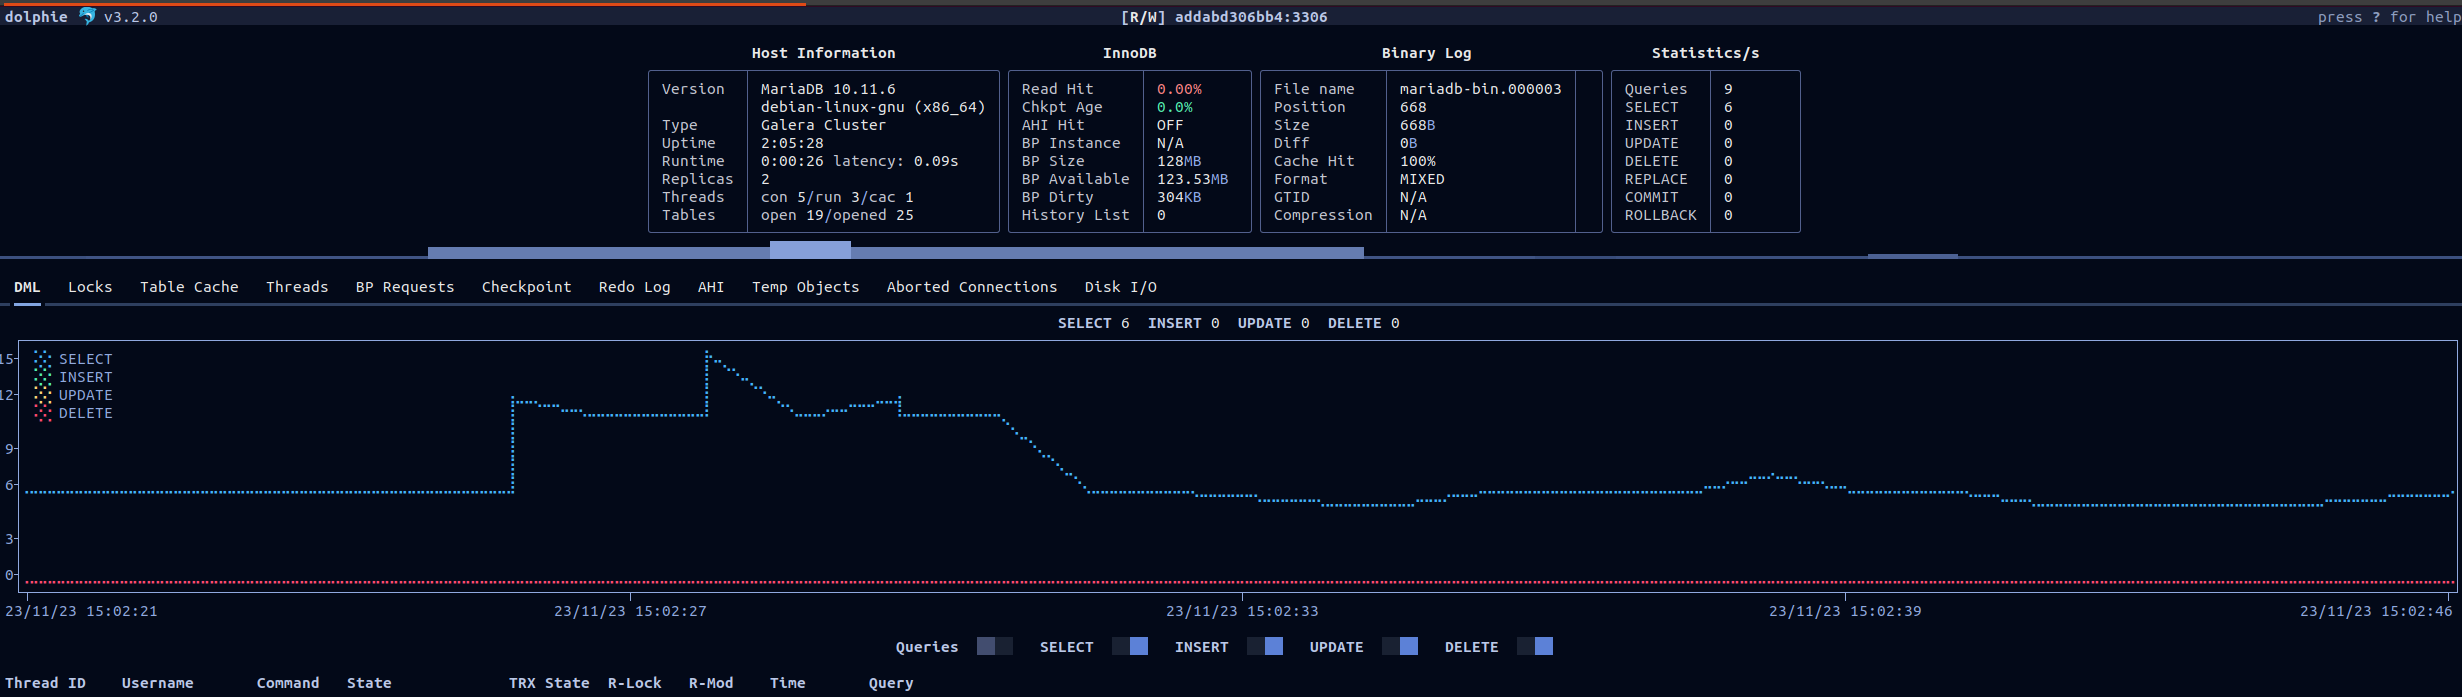 dolphie 🐬 v3.2.0 [R/W] addabd306bb4:3306 press ? for help
Host Information InnoDB Binary Log Statistics/s
Version MariaDB 10.11.6 Read Hit 0.00% File name mariadb-bin.000003 Queries 9
debian-linux-gnu (x86_64) Chkpt Age 0.0% Position 668 SELECT 6
Type Galera Cluster AHI Hit OFF Size 668B INSERT 0
Uptime 2:05:28 BP Instance N/A Diff 0B UPDATE 0
Runtime 0:00:26 latency: 0.09s BP Size 128MB Cache Hit 100% DELETE 0
Replicas 2 BP Available 123.53MB Format MIXED REPLACE 0
Threads con 5/run 3/cac 1 BP Dirty 304KB GTID N/A COMMIT 0
Tables open 19/opened 25 History List 0 Compression N/A ROLLBACK 0
DML Locks Table Cache Threads BP Requests Checkpoint Redo Log AHI Temp Objects Aborted Connections Disk I/O
SELECT 6 INSERT 0 UPDATE 0 DELETE 0
15 SELECT
INSERT
12 UPDATE
DELETE
9
6
3
0
23/11/23 15:02:21 23/11/23 15:02:27 23/11/23 15:02:33 23/11/23 15:02:39 23/11/23 15:02:46
Queries SELECT INSERT UPDATE DELETE
Thread ID Username Command State TRX State R-Lock R-Mod Time Query